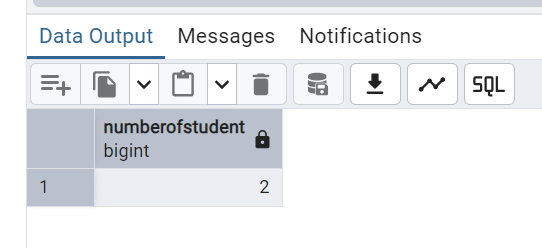 Data Output Messages Notifications
SQL
numberofstudent
bigint
1 2